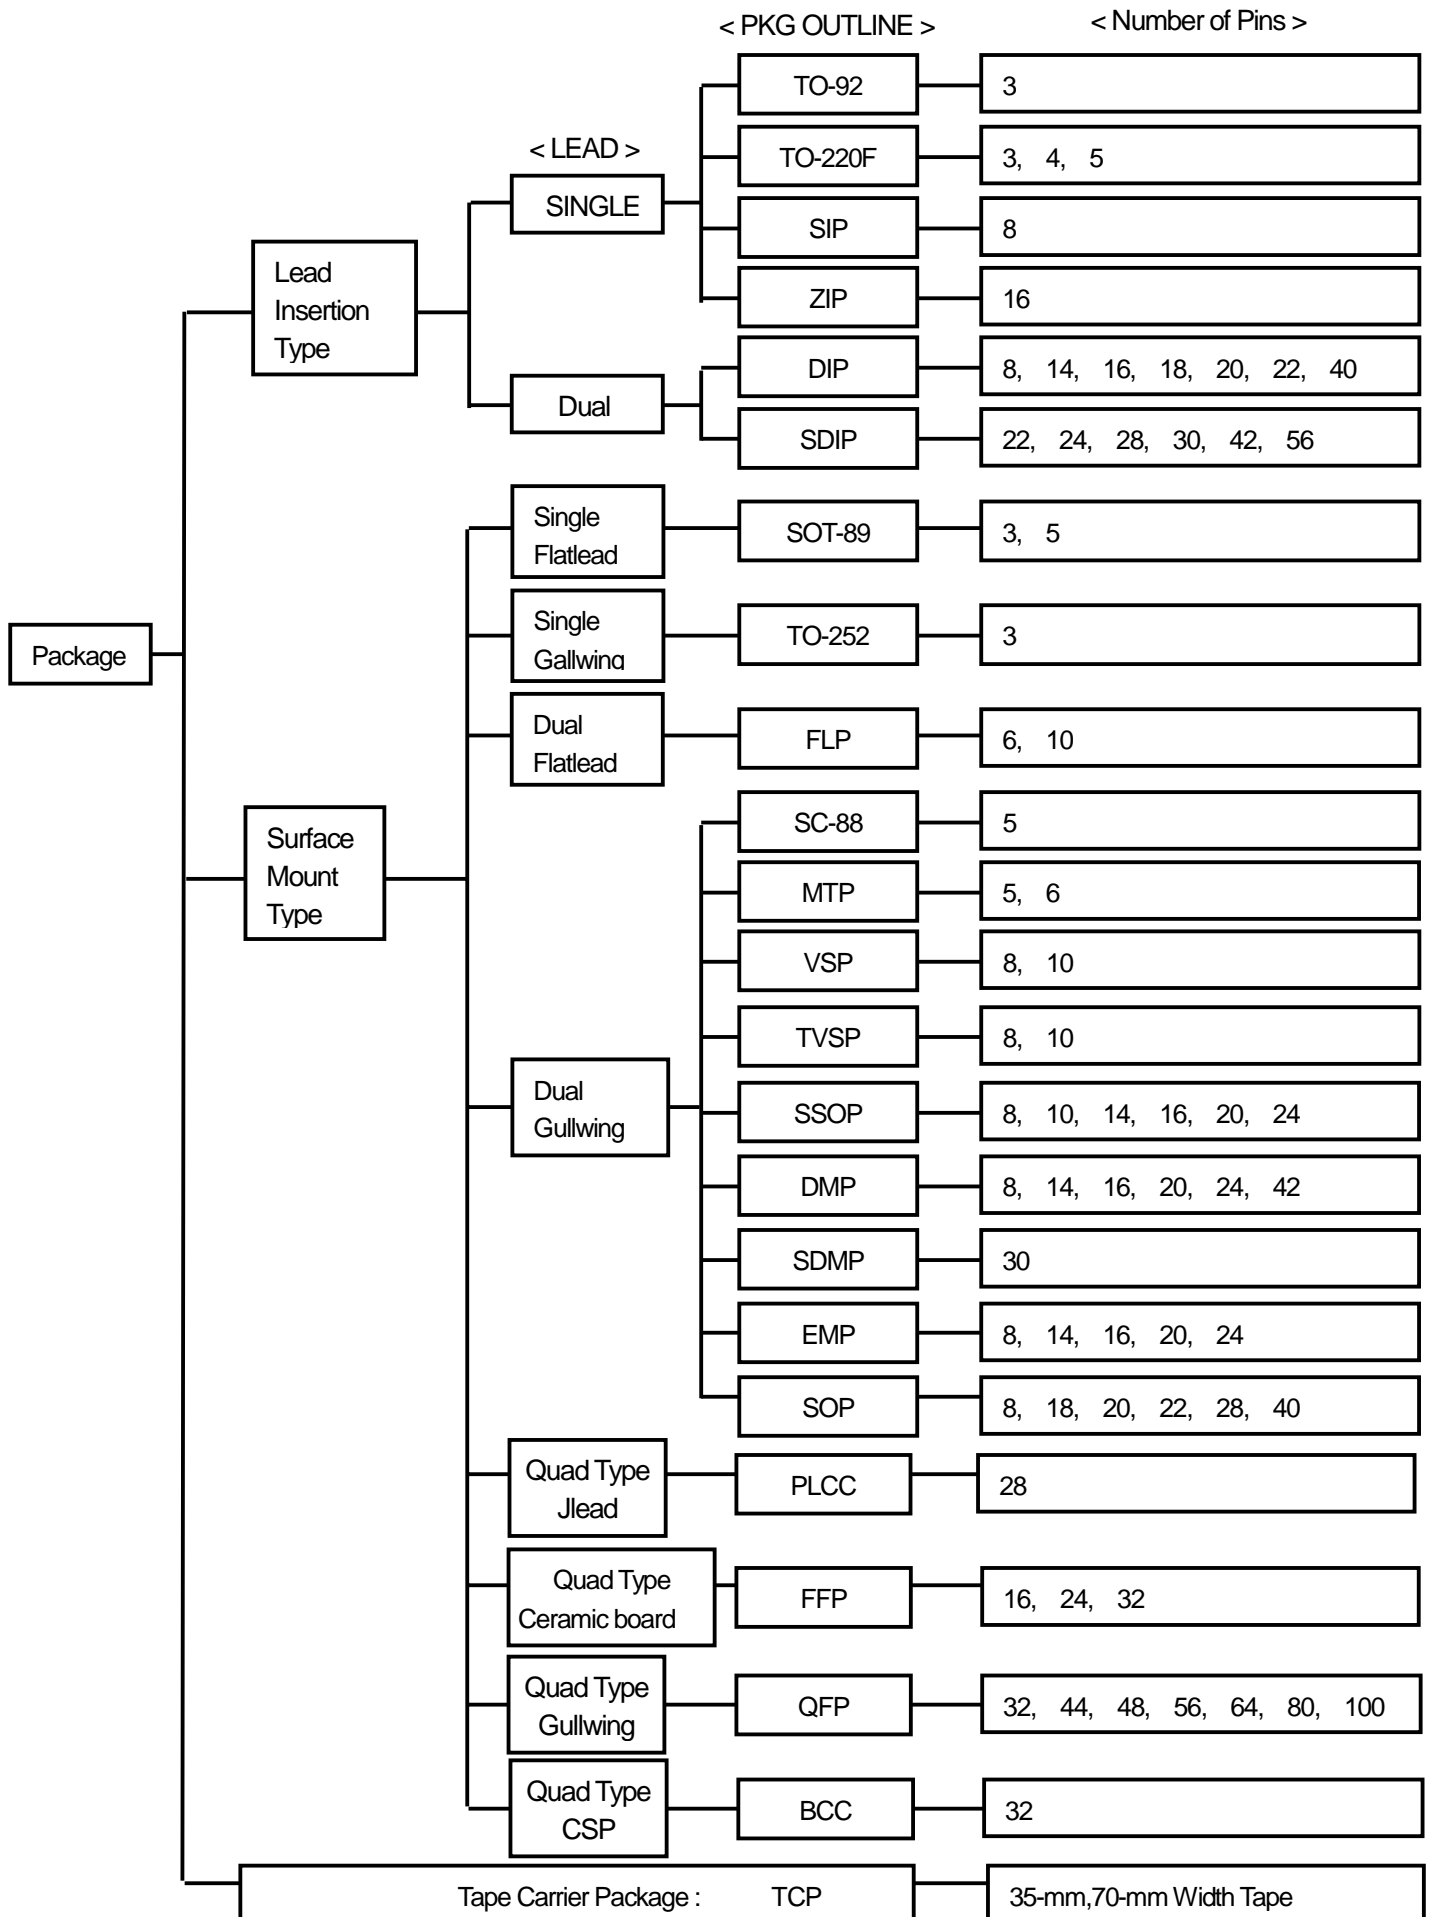 < PKG OUTLINE >
< Number of Pins >
TO-92
3
< LEAD >
TO-220F
3, 4, 5
SINGLE
SIP
8
Lead
Insertion
Type
ZIP
16
DIP
8, 14, 16, 18, 20, 22, 40
Dual
SDIP
22, 24, 28, 30, 42, 56
Single
Flatlead
SOT-89
3, 5
Package
Single
Gallwing
TO-252
3
Dual
Flatlead
FLP
6, 10
Surface
Mount
Type
SC-88
5
MTP
5, 6
VSP
8, 10
TVSP
8, 10
Dual
Gullwing
SSOP
8, 10, 14, 16, 20, 24
DMP
8, 14, 16, 20, 24, 42
SDMP
30
EMP
8, 14, 16, 20, 24
SOP
8, 18, 20, 22, 28, 40
Quad Type
Jlead
PLCC
28
Quad Type
Ceramic board
FFP
16, 24, 32
Quad Type
Gullwing
QFP
32, 44, 48, 56, 64, 80, 100
Quad Type
CSP
BCC
32
Tape Carrier Package : TCP
35-mm,70-mm Width Tape